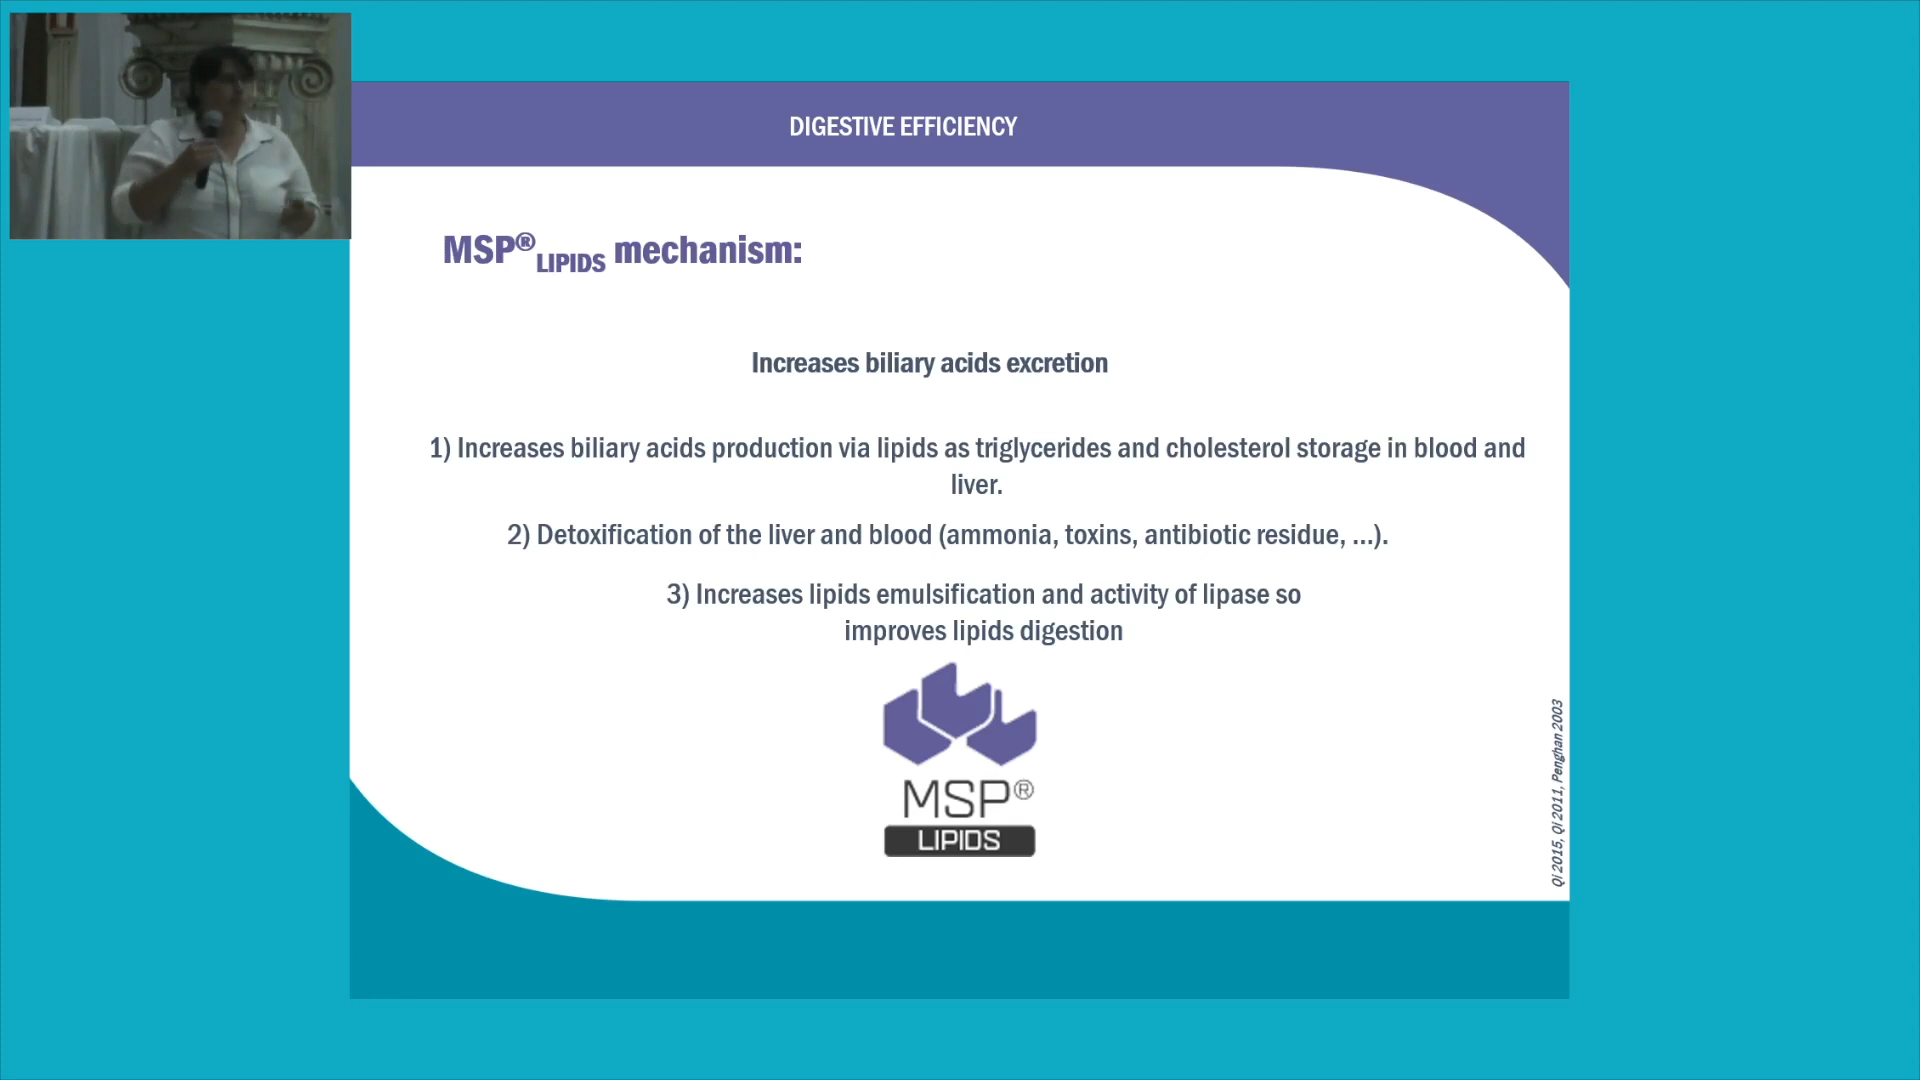 DIGESTIVE EFFICIENCY
MSP® LIPIDS mechanism:
Increases biliary acids excretion
1) Increases biliary acids production via lipids as triglycerides and cholesterol storage in blood and
liver.
2) Detoxification of the liver and blood (ammonia, toxins, antibiotic residue, ...).
3) Increases lipids emulsification and activity of lipase so
improves lipids digestion
MSP®
LIPIDS
Qi 2015, Qi 2011, Penghan 2003